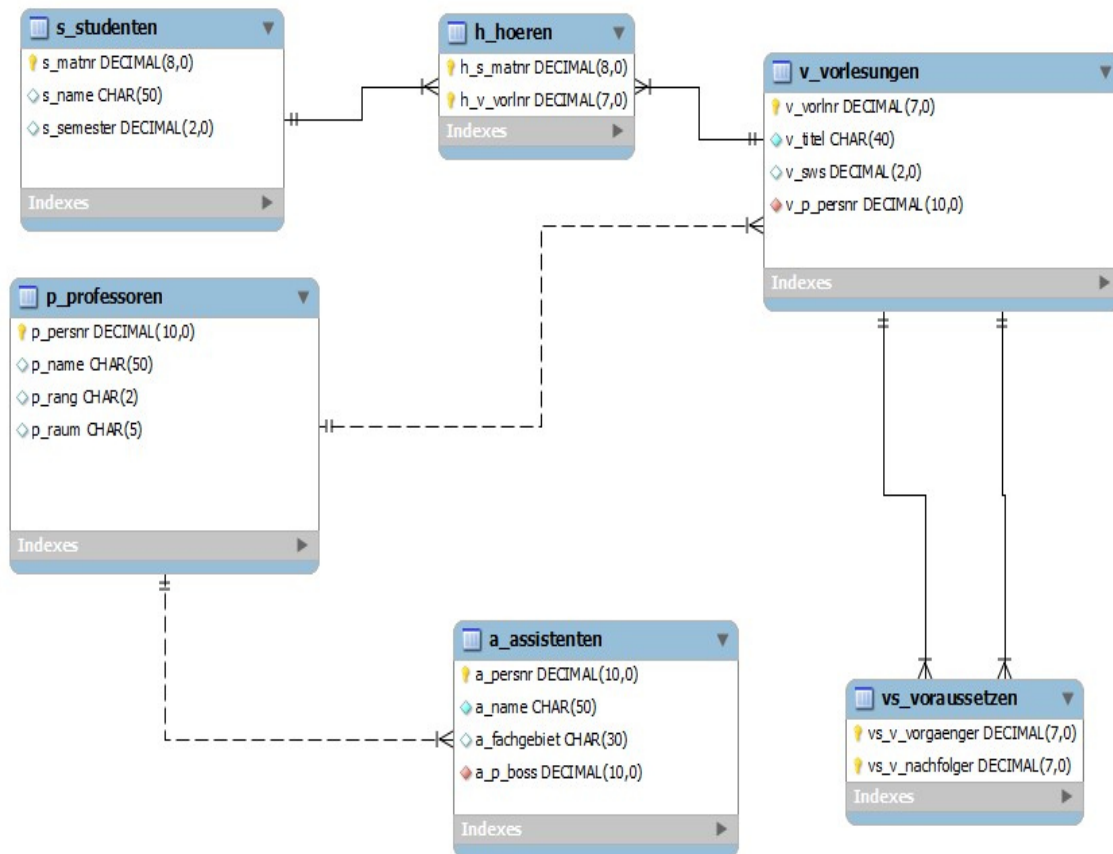 s_studenten
s_matnr DECIMAL(8,0)
s_name CHAR(50)
s_semester DECIMAL(2,0)
Indexes
h_hoeren
h_s_matnr DECIMAL(8,0)
h_v_vorlnr DECIMAL(7,0)
Indexes
v_vorlesungen
v_vorlnr DECIMAL(7,0)
v_titel CHAR(40)
v_sws DECIMAL(2,0)
v_p_persnr DECIMAL(10,0)
Indexes
p_professoren
p_persnr DECIMAL(10,0)
p_name CHAR(50)
p_rang CHAR(2)
p_raum CHAR(5)
Indexes
a_assistenten
a_persnr DECIMAL(10,0)
a_name CHAR(50)
a_fachgebiet CHAR(30)
a_p_boss DECIMAL(10,0)
Indexes
vs_voraussetzen
vs_v_vorgaenger DECIMAL(7,0)
vs_v_nachfolger DECIMAL(7,0)
Indexes